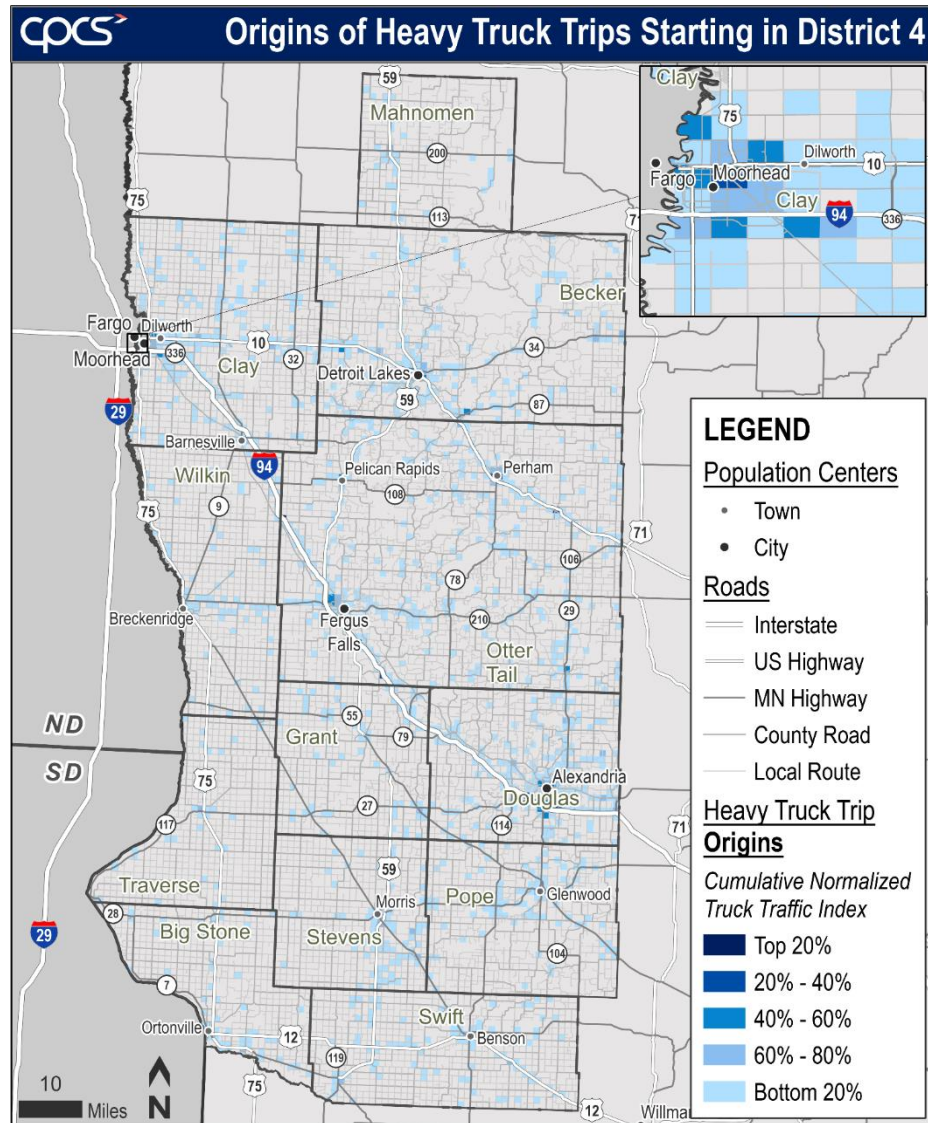 CPCS Origins of Heavy Truck Trips Starting in District 4
59
Mahnomen
200
75
113
Becker
Fargo
Dilworth
10
Moorhead
336
Clay
32
34
Detroit Lakes
59
87
29
Barnesville
94
Wilkin
Pelican Rapids
Perham
108
9
75
71
106
78
Breckenridge
29
210
Fergus
Falls
Otter
Tail
ND
SD
55
Grant
79
75
Alexandria
Douglas
27
114
117
71
59
Traverse
Pope
Morris
Glenwood
28
Big Stone
Stevens
29
104
7
Swift
Ortonville
12
Benson
119
75
12
10
Miles
N
Clay
75
Dilworth
10
Fargo
Moorhead
Clay
94
336
LEGEND
Population Centers
Town
City
Roads
Interstate
US Highway
MN Highway
County Road
Local Route
Heavy Truck Trip
Origins
Cumulative Normalized
Truck Traffic Index
Top 20%
20% - 40%
40% - 60%
60% - 80%
Bottom 20%